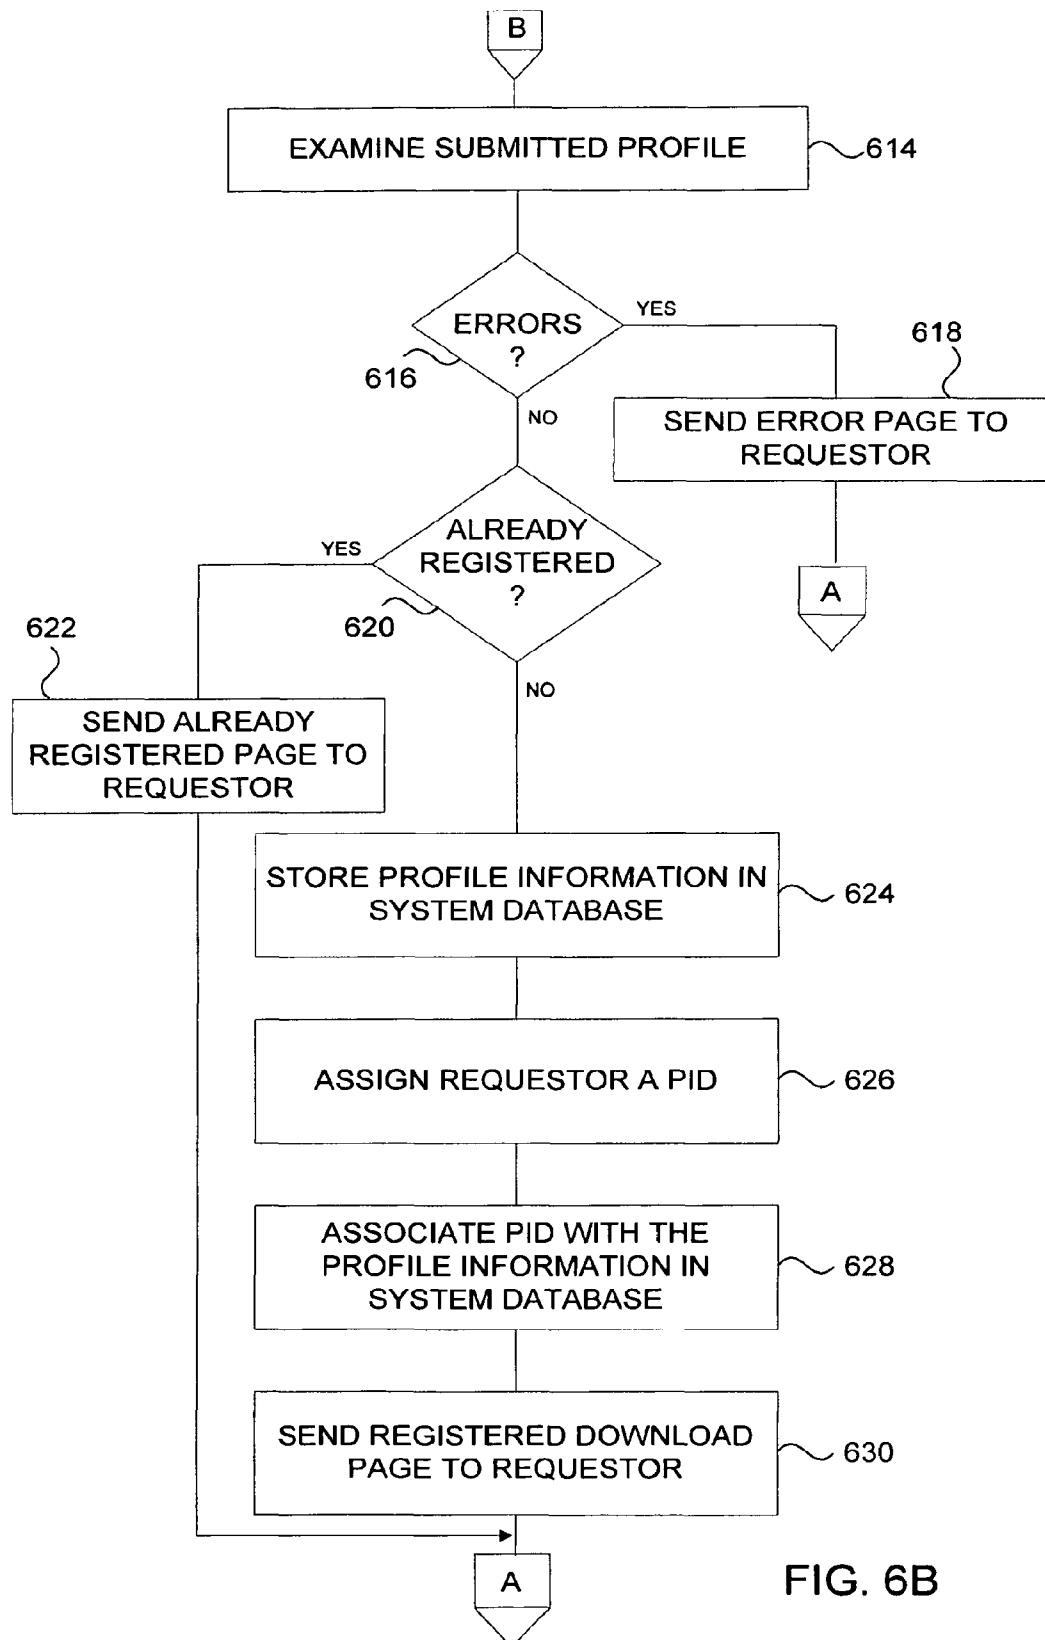 B
EXAMINE SUBMITTED PROFILE
614
ERRORS
?
616
YES
NO
618
SEND ERROR PAGE TO
REQUESTOR
A
ALREADY
REGISTERED
?
620
YES
NO
622
SEND ALREADY
REGISTERED PAGE TO
REQUESTOR
STORE PROFILE INFORMATION IN
SYSTEM DATABASE
624
ASSIGN REQUESTOR A PID
626
ASSOCIATE PID WITH THE
PROFILE INFORMATION IN
SYSTEM DATABASE
628
SEND REGISTERED DOWNLOAD
PAGE TO REQUESTOR
630
A
FIG. 6B